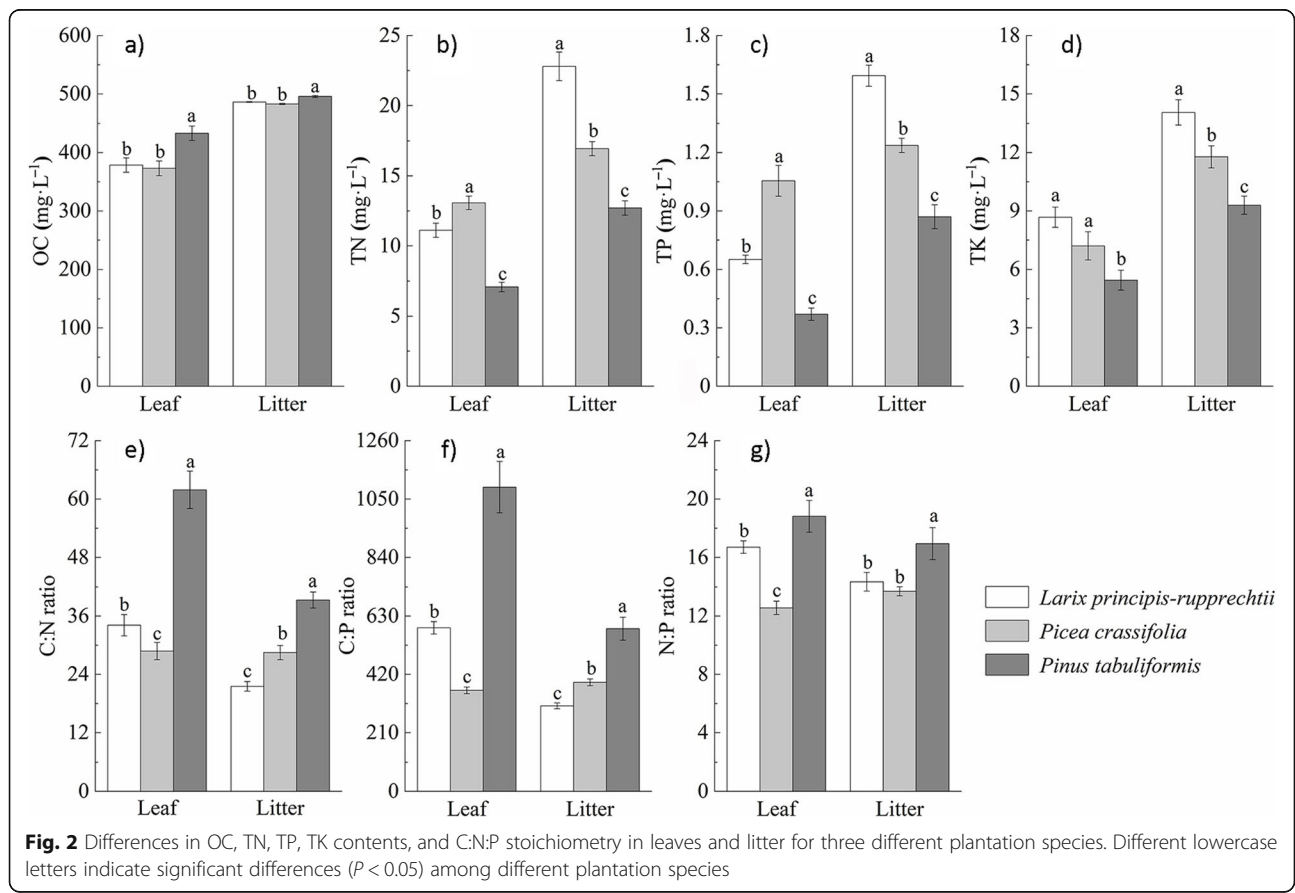 a)
OC (mg·L⁻¹)
600
500
400
300
200
100
0
b b a
b b a
Leaf Litter
b)
TN (mg·L⁻¹)
25
20
15
10
5
0
b a c
a b c
Leaf Litter
c)
TP (mg·L⁻¹)
1.8
1.5
1.2
0.9
0.6
0.3
0
b a c
a b c
Leaf Litter
d)
TK (mg·L⁻¹)
18
15
12
9
6
3
0
a a b
a b c
Leaf Litter
e)
C:N ratio
72
60
48
36
24
12
0
b c a
c b a
Leaf Litter
f)
C:P ratio
1260
1050
840
630
420
210
0
b c a
c b a
Leaf Litter
g)
N:P ratio
24
20
16
12
8
4
0
b c a
b b a
Leaf Litter
Larix principis-rupprechtii
Picea crassifolia
Pinus tabuliformis
Fig. 2 Differences in OC, TN, TP, TK contents, and C:N:P stoichiometry in leaves and litter for three different plantation species. Different lowercase
letters indicate significant differences (P < 0.05) among different plantation species